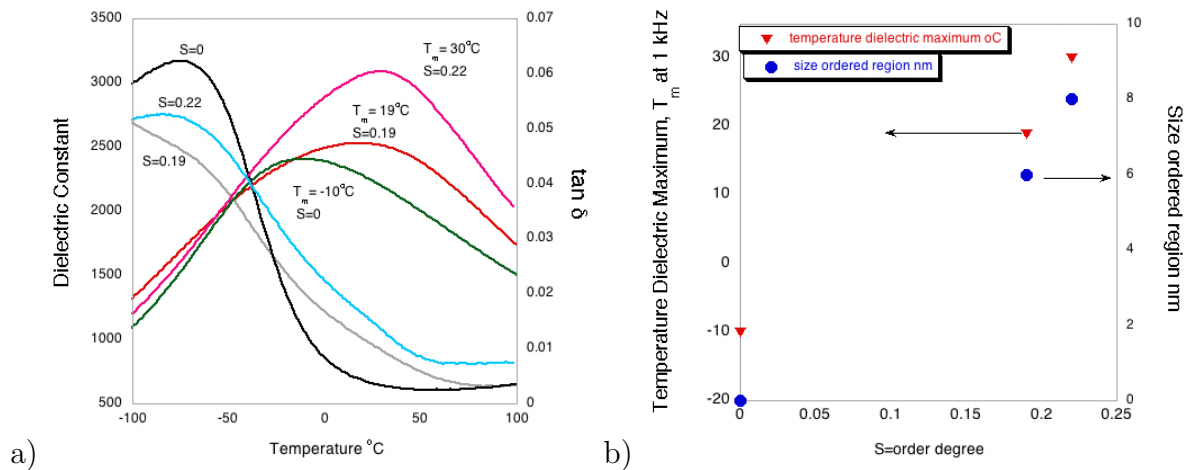 3500
3000
2500
2000
1500
1000
500
Dielectric Constant
S=0
S=0.22
S=0.19
T_m = 30°C
S=0.22
T_m = 19°C
S=0.19
T_m = -10°C
S=0
0.07
0.06
0.05
0.04
0.03
0.02
0.01
0
tan δ
-100
-50
0
50
100
Temperature °C
a)
Temperature Dielectric Maximum, T_m at 1 kHz
30
20
10
0
-10
-20
temperature dielectric maximum oC
size ordered region nm
10
8
6
4
2
0
Size ordered region nm
0
0.05
0.1
0.15
0.2
0.25
S=order degree
b)